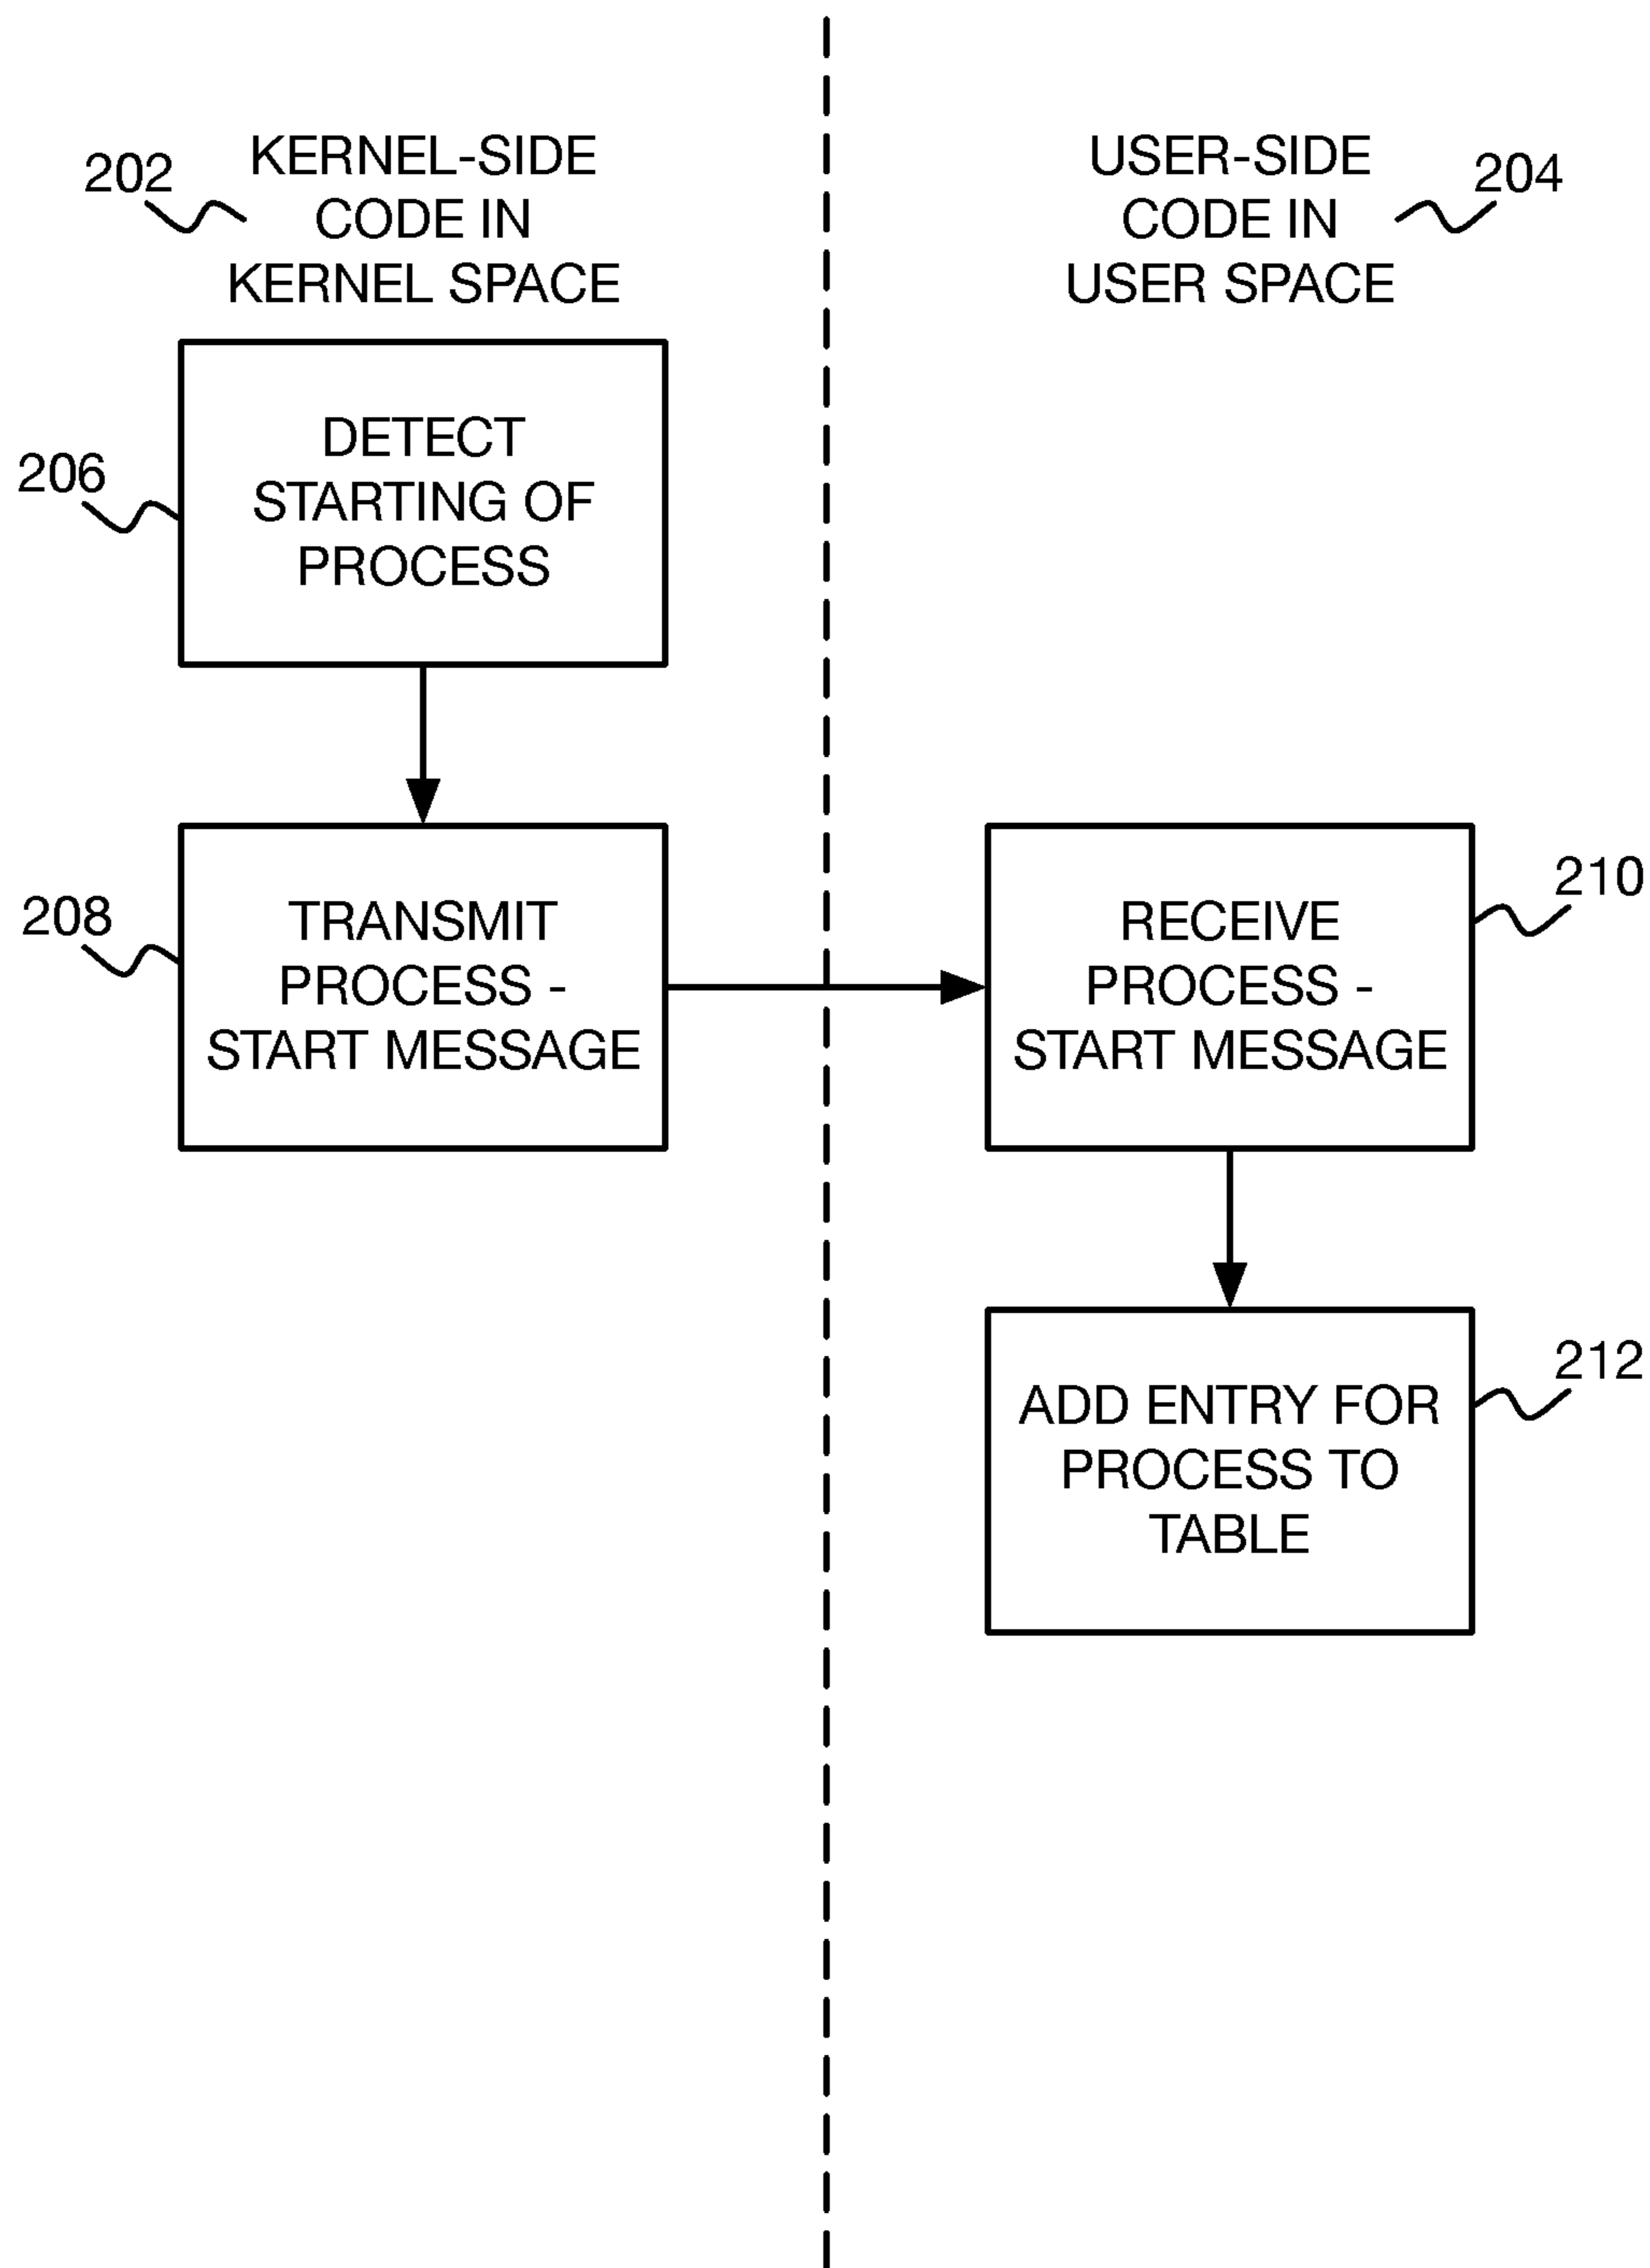 202
KERNEL-SIDE
CODE IN
KERNEL SPACE
USER-SIDE
CODE IN
USER SPACE
204
206
DETECT
STARTING OF
PROCESS
208
TRANSMIT
PROCESS -
START MESSAGE
RECEIVE
PROCESS -
START MESSAGE
210
ADD ENTRY FOR
PROCESS TO
TABLE
212